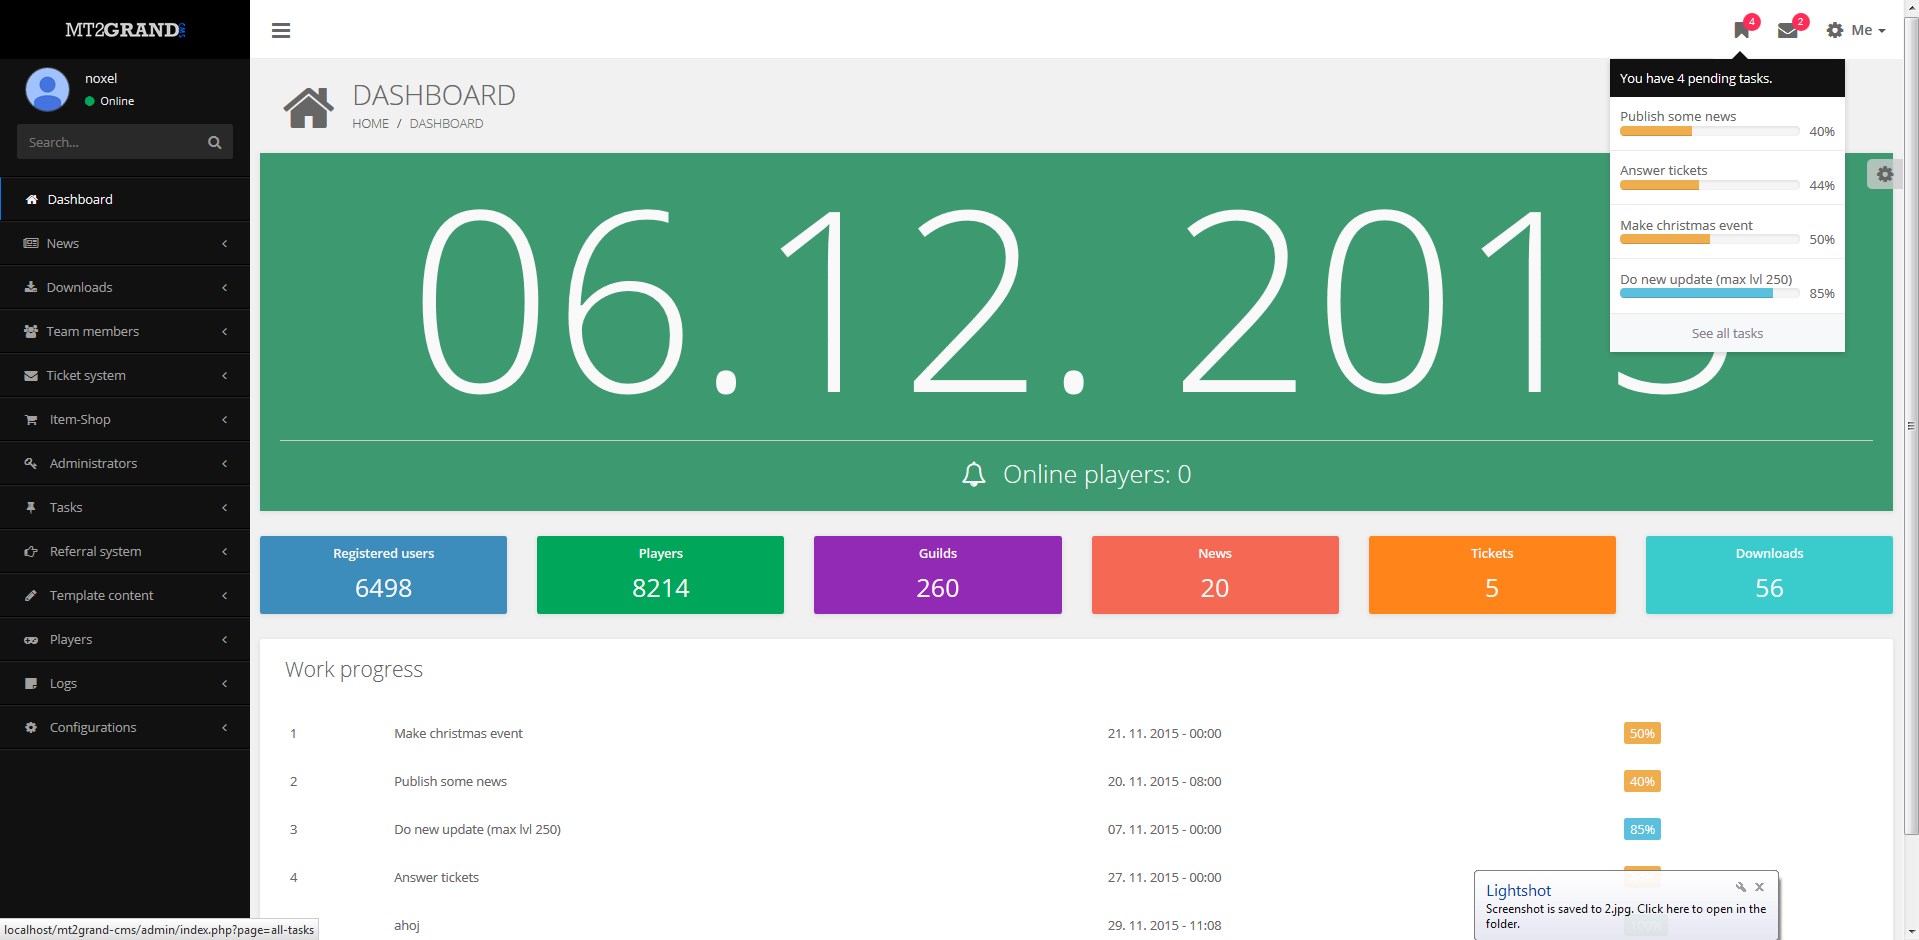 MT2GRAND CMS
4
2
Me
noxel
Online
Search...
Dashboard
News
Downloads
Team members
Ticket system
Item-Shop
Administrators
Tasks
Referral system
Template content
Players
Logs
Configurations
DASHBOARD
HOME / DASHBOARD
You have 4 pending tasks.
Publish some news
40%
Answer tickets
44%
Make christmas event
50%
Do new update (max lvl 250)
85%
See all tasks
06.12. 2015
Online players: 0
Registered users
6498
Players
8214
Guilds
260
News
20
Tickets
5
Downloads
56
Work progress
1 Make christmas event 21. 11. 2015 - 00:00 50%
2 Publish some news 20. 11. 2015 - 08:00 40%
3 Do new update (max lvl 250) 07. 11. 2015 - 00:00 85%
4 Answer tickets 27. 11. 2015 - 00:00
ahoj 29. 11. 2015 - 11:08
Lightshot
Screenshot is saved to 2.jpg. Click here to open in the
folder.
localhost/mt2grand-cms/admin/index.php?page=all-tasks